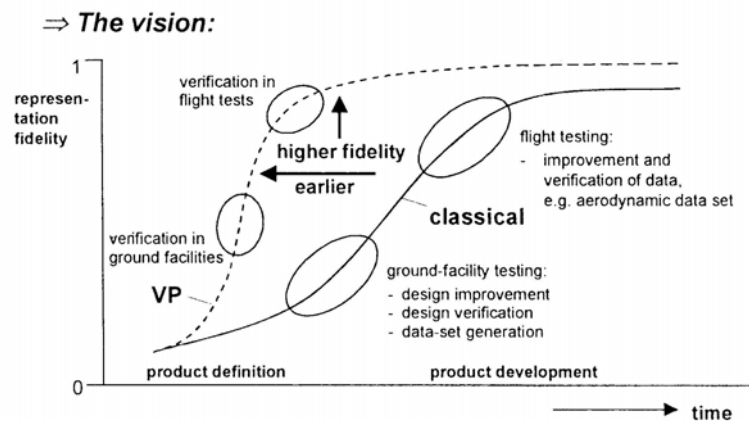 ⇒ The vision:
1
represen-
tation
fidelity
0
verification in
flight tests
higher fidelity
earlier
verification in
ground facilities
VP
classical
flight testing:
- improvement and
verification of data,
e.g. aerodynamic data set
ground-facility testing:
- design improvement
- design verification
- data-set generation
product definition
product development
time